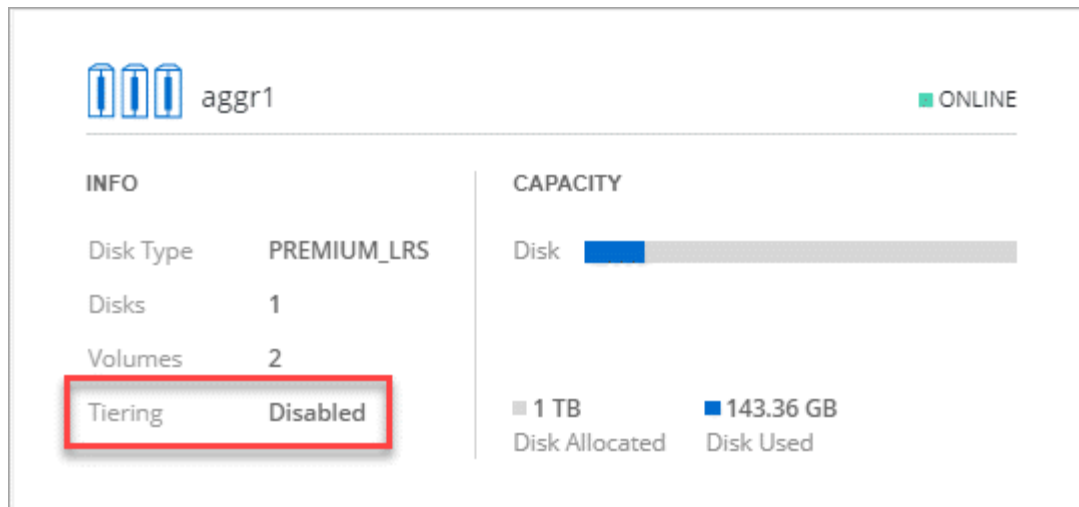 aggr1
ONLINE
INFO
Disk Type PREMIUM_LRS
Disks 1
Volumes 2
Tiering Disabled
CAPACITY
Disk
1 TB
Disk Allocated
143.36 GB
Disk Used